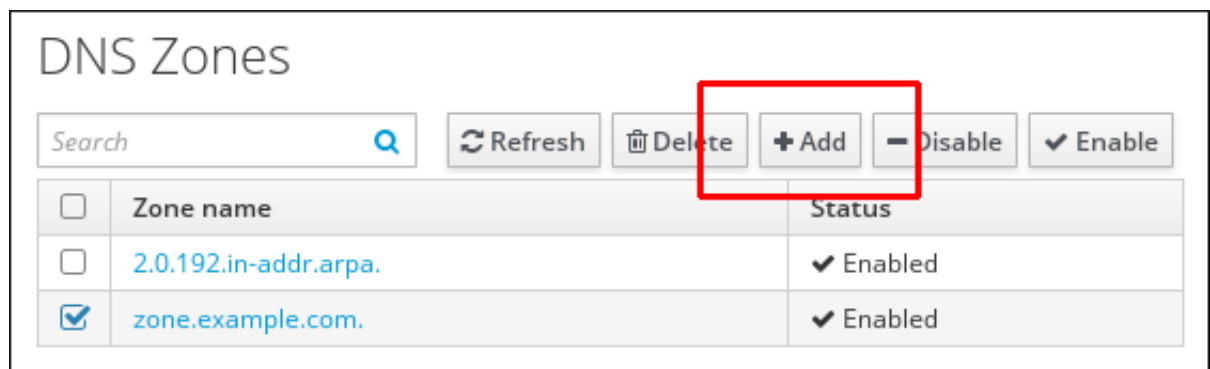 DNS Zones
Search Refresh Delete Add Disable Enable
Zone name Status
2.0.192.in-addr.arpa. Enabled
zone.example.com. Enabled